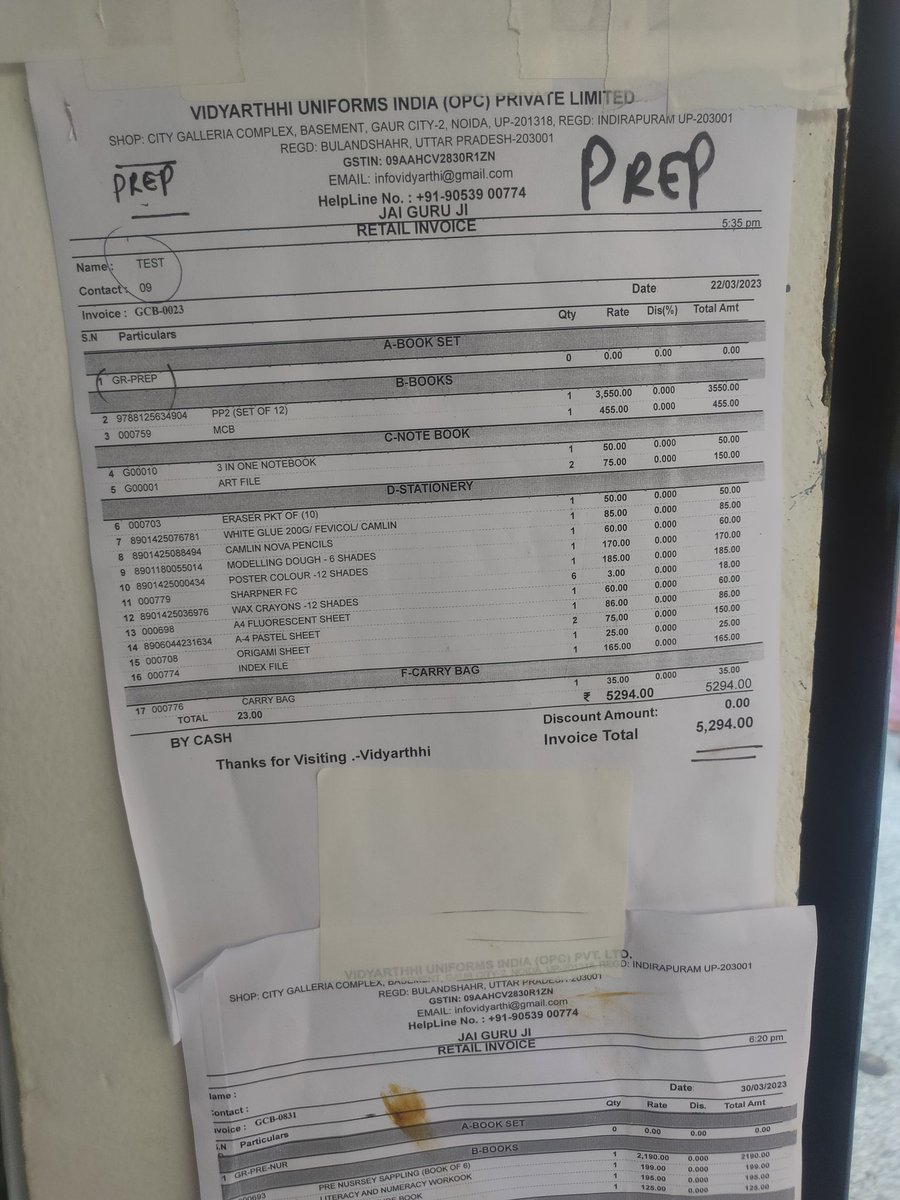 VIDYARTHHI UNIFORMS INDIA (OPC) PRIVATE LIMITED
SHOP: CITY GALLERIA COMPLEX, BASEMENT, GAUR CITY-2, NOIDA, UP-201318, REGD: INDIRAPURAM UP-203001
REGD: BULANDSHAHR, UTTAR PRADESH-203001
GSTIN: 09AAHCV2830R1ZN
PREP
EMAIL: infovidyarthi@gmail.com
PREP
HelpLine No. : +91-90539 00774
JAI GURU JI
RETAIL INVOICE 5:35 pm
Name : TEST
Contact : 09 Date 22/03/2023
Invoice : GCB-0023
S.N Particulars Qty Rate Dis(%) Total Amt
A-BOOK SET
1 GR-PREP 0 0.00 0.00 0.00
B-BOOKS
2 9788125634904 PP2 (SET OF 12) 1 3,550.00 0.000 3550.00
3 000759 MCB 1 455.00 0.000 455.00
C-NOTE BOOK
4 G00010 3 IN ONE NOTEBOOK 1 50.00 0.000 50.00
5 G00001 ART FILE 2 75.00 0.000 150.00
D-STATIONERY
6 000703 ERASER PKT OF (10) 1 50.00 0.000 50.00
7 8901425076781 WHITE GLUE 200G/ FEVICOL/ CAMLIN 1 85.00 0.000 85.00
8 8901425088494 CAMLIN NOVA PENCILS 1 60.00 0.000 60.00
9 8901180055014 MODELLING DOUGH - 6 SHADES 1 170.00 0.000 170.00
10 8901425000434 POSTER COLOUR -12 SHADES 1 185.00 0.000 185.00
11 000779 SHARPNER FC 6 3.00 0.000 18.00
12 8901425036976 WAX CRAYONS -12 SHADES 1 60.00 0.000 60.00
13 000698 A4 FLUORESCENT SHEET 1 86.00 0.000 86.00
14 8906044231634 A-4 PASTEL SHEET 2 75.00 0.000 150.00
15 000708 ORIGAMI SHEET 1 25.00 0.000 25.00
16 000774 INDEX FILE 1 165.00 0.000 165.00
F-CARRY BAG
17 000776 CARRY BAG 1 35.00 0.000 35.00
TOTAL 23.00 ₹ 5294.00 5294.00
Discount Amount: 0.00
BY CASH Invoice Total 5,294.00
Thanks for Visiting .-Vidyarthhi
VIDYARTHHI UNIFORMS INDIA (OPC) PVT. LTD.
SHOP: CITY GALLERIA COMPLEX, BASEMENT, GAUR CITY-2, NOIDA, UP-201318 REGD: INDIRAPURAM UP-203001
REGD: BULANDSHAHR, UTTAR PRADESH-203001
GSTIN: 09AAHCV2830R1ZN
EMAIL: infovidyarthi@gmail.com
HelpLine No. : +91-90539 00774
JAI GURU JI
RETAIL INVOICE 6:20 pm
lame :
ontact : Date 30/03/2023
nvoice : GCB-0831
S.N Particulars Qty Rate Dis. Total Amt
A-BOOK SET
1 GR-PRE-NUR 0 0.00 0.00 0.00
B-BOOKS
PRE NUSRSEY SAPPLING (BOOK OF 6) 1 2,190.00 0.000 2190.00
000693 LITERACY AND NUMERACY WORKOOK 1 199.00 0.000 199.00
1 195.00 0.000 195.00
1 125.00 0.000 125.00